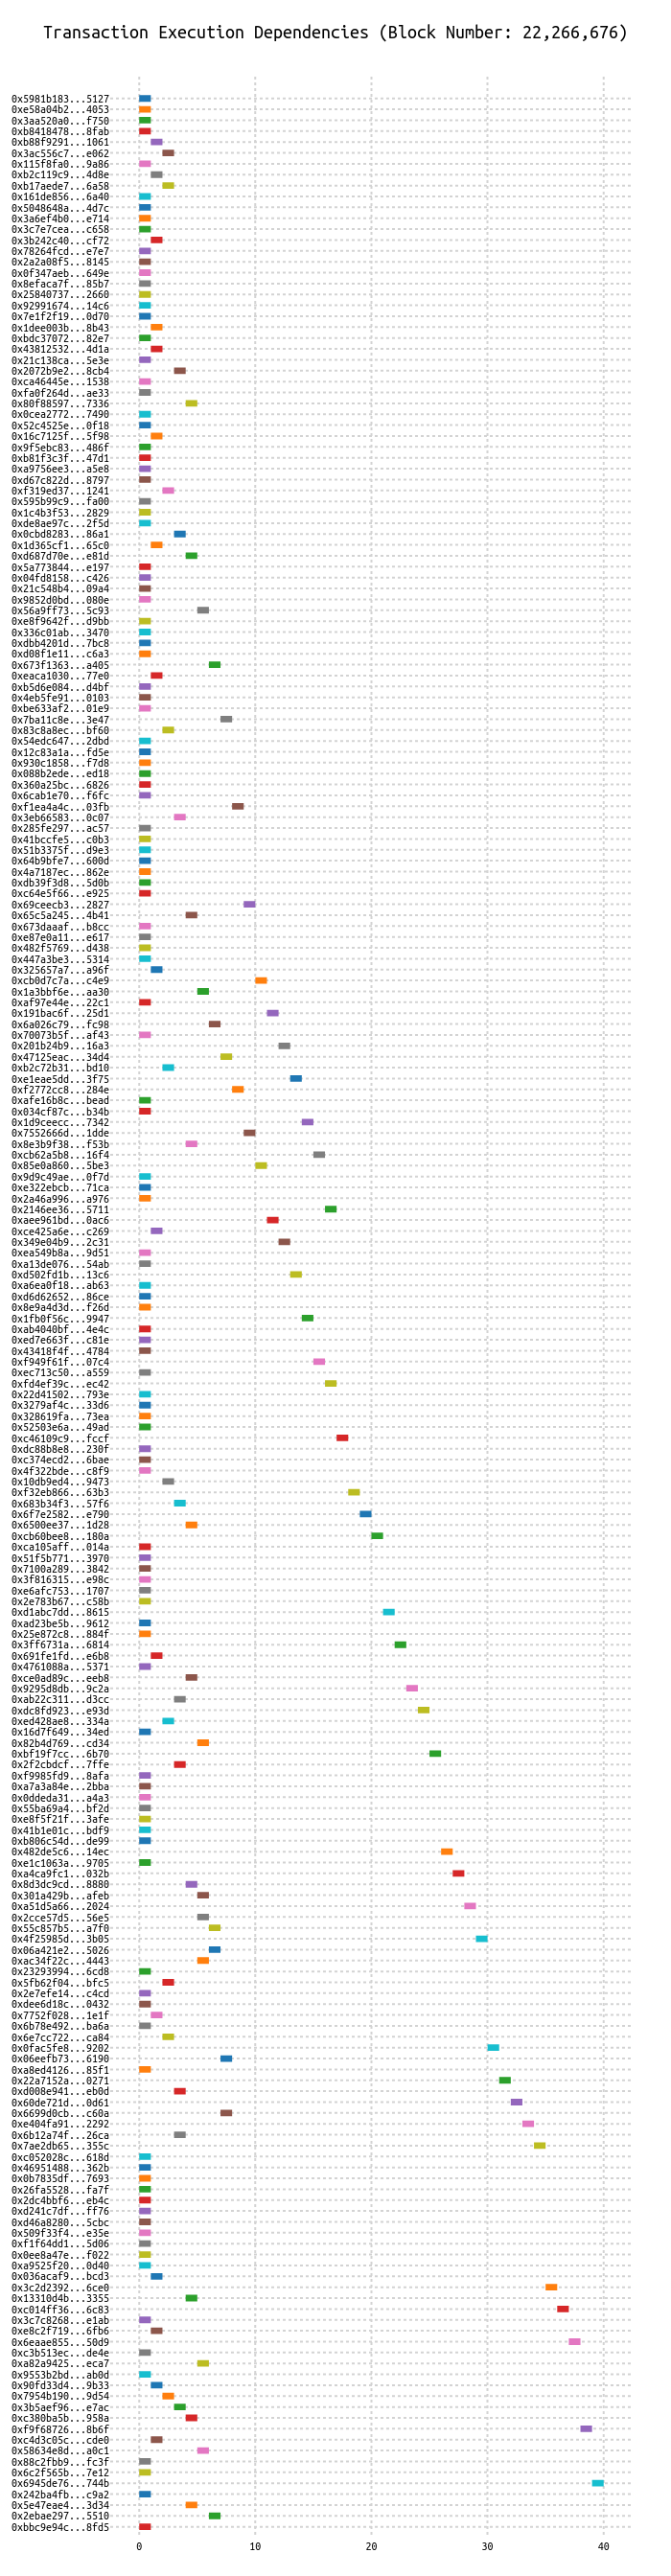 Transaction Execution Dependencies (Block Number: 22,266,676)
0x5981b183...5127
0xe58a04b2...4053
0x3aa520a0...f750
0xb8418478...8fab
0xb88f9291...1061
0x3ac556c7...e062
0x115f8fa0...9a86
0xb2c119c9...4d8e
0xb17aede7...6a58
0x161de856...6a40
0x5048648a...4d7c
0x3a6ef4b0...e714
0x3c7e7cea...c658
0x3b242c40...cf72
0x78264fcd...e7e7
0x2a2a08f5...8145
0x0f347aeb...649e
0x8efaca7f...85b7
0x25840737...2660
0x92991674...14c6
0x7e1f2f19...0d70
0x1dee003b...8b43
0xbdc37072...82e7
0x43812532...4d1a
0x21c138ca...5e3e
0x2072b9e2...8cb4
0xca46445e...1538
0xfa0f264d...ae33
0x80f88597...7336
0x0cea2772...7490
0x52c4525e...0f18
0x16c7125f...5f98
0x9f5ebc83...486f
0xb81f3c3f...47d1
0xa9756ee3...a5e8
0xd67c822d...8797
0xf319ed37...1241
0x595b99c9...fa00
0x1c4b3f53...2829
0xde8ae97c...2f5d
0x0cbd8283...86a1
0x1d365cf1...65c0
0xd687d70e...e81d
0x5a773844...e197
0x04fd8158...c426
0x21c548b4...09a4
0x9852d0bd...080e
0x56a9ff73...5c93
0xe8f9642f...d9bb
0x336c01ab...3470
0xdbb4201d...7bc8
0xd08f1e11...c6a3
0x673f1363...a405
0xeaca1030...77e0
0xb5d6e084...d4bf
0x4eb5fe91...0103
0xbe633af2...01e9
0x7ba11c8e...3e47
0x83c8a8ec...bf60
0x54edc647...2dbd
0x12c83a1a...fd5e
0x930c1858...f7d8
0x088b2ede...ed18
0x360a25bc...6826
0x6cab1e70...f6fc
0xf1ea4a4c...03fb
0x3eb66583...0c07
0x285fe297...ac57
0x41bccfe5...c0b3
0x51b3375f...d9e3
0x64b9bfe7...600d
0x4a7187ec...862e
0xdb39f3d8...5d0b
0xc64e5f66...e925
0x69ceecb3...2827
0x65c5a245...4b41
0x673daaaf...b8cc
0xe87e0a11...e617
0x482f5769...d438
0x447a3be3...5314
0x325657a7...a96f
0xcb0d7c7a...c4e9
0x1a3bbf6e...aa30
0xaf97e44e...22c1
0x191bac6f...25d1
0x6a026c79...fc98
0x70073b5f...af43
0x201b24b9...16a3
0x47125eac...34d4
0xb2c72b31...bd10
0xe1eae5dd...3f75
0xf2772cc8...284e
0xafe16b8c...bead
0x034cf87c...b34b
0x1d9ceecc...7342
0x7552666d...1dde
0x8e3b9f38...f53b
0xcb62a5b8...16f4
0x85e0a860...5be3
0x9d9c49ae...0f7d
0xe322ebcb...71ca
0x2a46a996...a976
0x2146ee36...5711
0xaee961bd...0ac6
0xce425a6e...c269
0x349e04b9...2c31
0xea549b8a...9d51
0xa13de076...54ab
0xd502fd1b...13c6
0xa6ea0f18...ab63
0xd6d62652...86ce
0x8e9a4d3d...f26d
0x1fb0f56c...9947
0xab4040bf...4e4c
0xed7e663f...c81e
0x43418f4f...4784
0xf949f61f...07c4
0xec713c50...a559
0xfd4ef39c...ec42
0x22d41502...793e
0x3279af4c...33d6
0x328619fa...73ea
0x52503e6a...49ad
0xc46109c9...fccf
0xdc88b8e8...230f
0xc374ecd2...6bae
0x4f322bde...c8f9
0x10db9ed4...9473
0xf32eb866...63b3
0x683b34f3...57f6
0x6f7e2582...e790
0x6500ee37...1d28
0xcb60bee8...180a
0xca105aff...014a
0x51f5b771...3970
0x7100a289...3842
0x3f816315...e98c
0xe6afc753...1707
0x2e783b67...c58b
0xd1abc7dd...8615
0xad23be5b...9612
0x25e872c8...884f
0x3ff6731a...6814
0x691fe1fd...e6b8
0x4761088a...5371
0xce0ad89c...eeb8
0x9295d8db...9c2a
0xab22c311...d3cc
0xdc8fd923...e93d
0xed428ae8...334a
0x16d7f649...34ed
0x82b4d769...cd34
0xbf19f7cc...6b70
0x2f2cbdcf...7ffe
0xf9985fd9...8afa
0xa7a3a84e...2bba
0x0ddeda31...a4a3
0x55ba69a4...bf2d
0xe8f5f21f...3afe
0x41b1e01c...bdf9
0xb806c54d...de99
0x482de5c6...14ec
0xe1c1063a...9705
0xa4ca9fc1...032b
0x8d3dc9cd...8880
0x301a429b...afeb
0xa51d5a66...2024
0x2cce57d5...56e5
0x55c857b5...a7f0
0x4f25985d...3b05
0x06a421e2...5026
0xac34f22c...4443
0x23293994...6cd8
0x5fb62f04...bfc5
0x2e7efe14...c4cd
0xdee6d18c...0432
0x7752f028...1e1f
0x6b78e492...ba6a
0x6e7cc722...ca84
0x0fac5fe8...9202
0x06eefb73...6190
0xa8ed4126...85f1
0x22a7152a...0271
0xd008e941...eb0d
0x60de721d...0d61
0x6699d0cb...c60a
0xe404fa91...2292
0x6b12a74f...26ca
0x7ae2db65...355c
0xc052028c...618d
0x46951488...362b
0x0b7835df...7693
0x26fa5528...fa7f
0x2dc4bbf6...eb4c
0xd241c7df...ff76
0xd46a8280...5cbc
0x509f33f4...e35e
0xf1f64dd1...5d06
0x0ee8a47e...f022
0xa9525f20...0d40
0x036acaf9...bcd3
0x3c2d2392...6ce0
0x13310d4b...3355
0xc014ff36...6c83
0x3c7c8268...e1ab
0xe8c2f719...6fb6
0x6eaae855...50d9
0xc3b513ec...de4e
0xa82a9425...eca7
0x9553b2bd...ab0d
0x90fd33d4...9b33
0x7954b190...9d54
0x3b5aef96...e7ac
0xc380ba5b...958a
0xf9f68726...8b6f
0xc4d3c05c...cde0
0x58634e8d...a0c1
0x88c2fbb9...fc3f
0x6c2f565b...7e12
0x6945de76...744b
0x242ba4fb...c9a2
0x5e47eae4...3d34
0x2ebae297...5510
0xbbc9e94c...8fd5
0 10 20 30 40